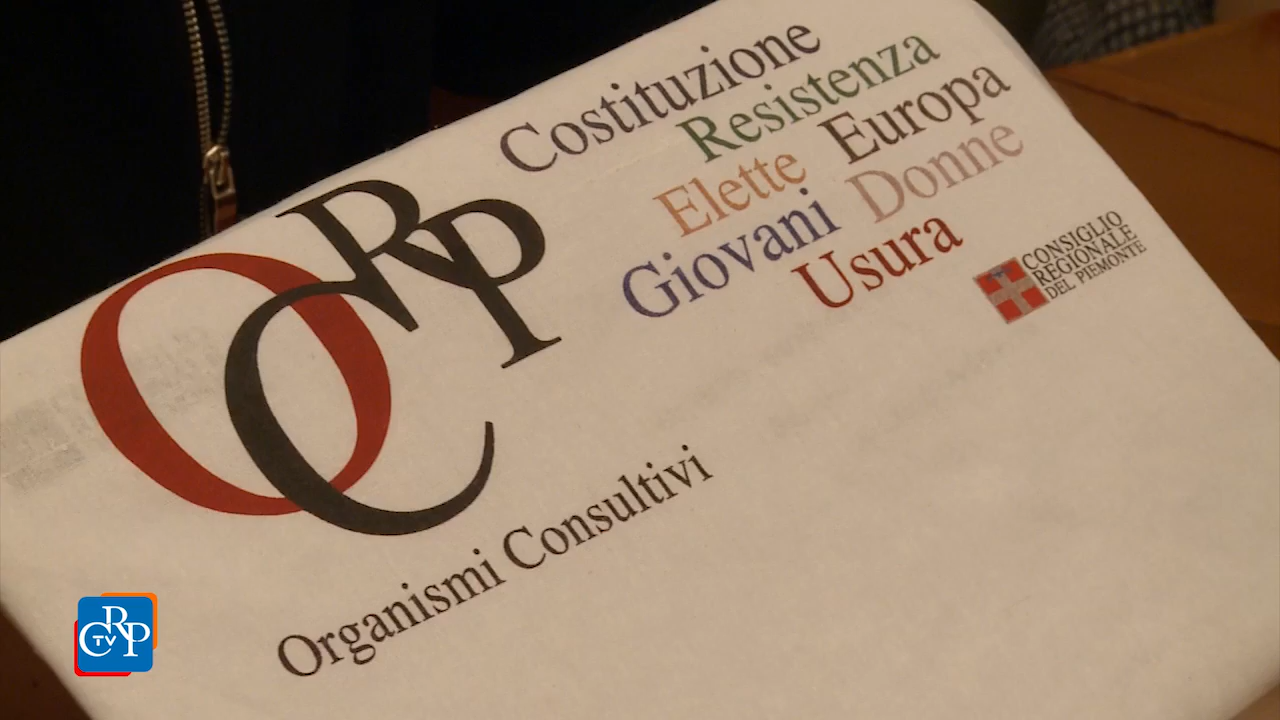 Costituzione
Resistenza
Elette Europa
Giovani Donne
Usura
OCRP
CONSIGLIO
REGIONALE
DEL PIEMONTE
Organismi Consultivi
CRP
TV